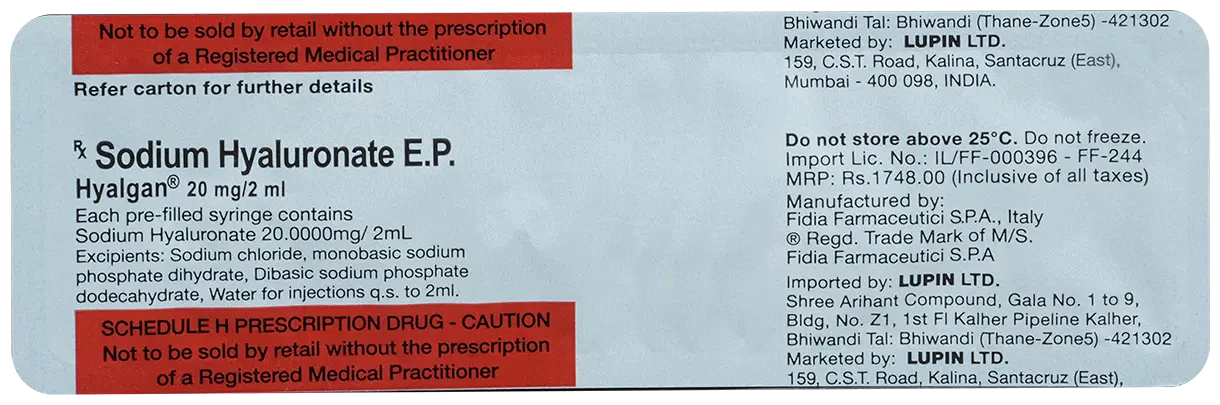 Not to be sold by retail without the prescription
of a Registered Medical Practitioner
Refer carton for further details
Rx Sodium Hyaluronate E.P.
Hyalgan® 20 mg/2 ml
Each pre-filled syringe contains
Sodium Hyaluronate 20.0000mg/ 2mL
Excipients: Sodium chloride, monobasic sodium
phosphate dihydrate, Dibasic sodium phosphate
dodecahydrate, Water for injections q.s. to 2ml.
SCHEDULE H PRESCRIPTION DRUG - CAUTION
Not to be sold by retail without the prescription
of a Registered Medical Practitioner
Bhiwandi Tal: Bhiwandi (Thane-Zone5) -421302
Marketed by: LUPIN LTD.
159, C.S.T. Road, Kalina, Santacruz (East),
Mumbai - 400 098, INDIA.
Do not store above 25°C. Do not freeze.
Import Lic. No.: IL/FF-000396 - FF-244
MRP: Rs.1748.00 (Inclusive of all taxes)
Manufactured by:
Fidia Farmaceutici S.P.A., Italy
® Regd. Trade Mark of M/S.
Fidia Farmaceutici S.P.A
Imported by: LUPIN LTD.
Shree Arihant Compound, Gala No. 1 to 9,
Bldg, No. Z1, 1st Fl Kalher Pipeline Kalher,
Bhiwandi Tal: Bhiwandi (Thane-Zone5) -421302
Marketed by: LUPIN LTD.
159, C.S.T. Road, Kalina, Santacruz (East),